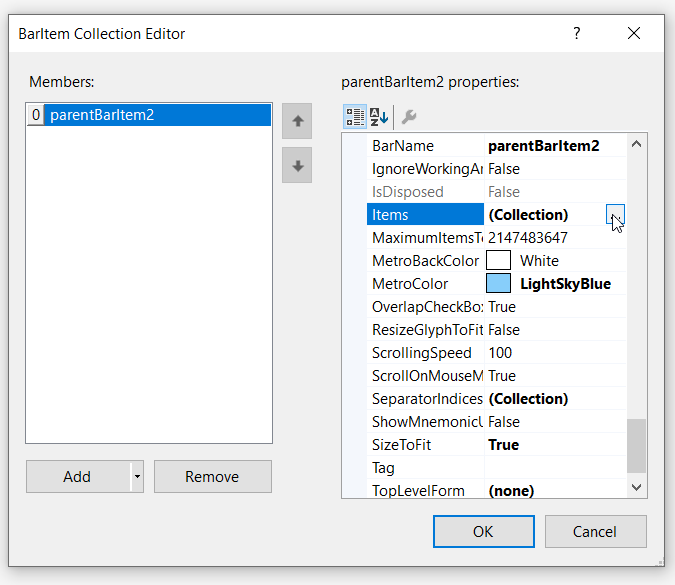 BarItem Collection Editor
?
Members:
0 parentBarItem2
Add
Remove
parentBarItem2 properties:
A Z
BarName parentBarItem2
IgnoreWorkingAr False
IsDisposed False
Items (Collection) ...
MaximumItemsTo 2147483647
MetroBackColor White
MetroColor LightSkyBlue
OverlapCheckBox True
ResizeGlyphToFit False
ScrollingSpeed 100
ScrollOnMouseM True
SeparatorIndices (Collection)
ShowMnemonicU False
SizeToFit True
Tag
TopLevelForm (none)
OK
Cancel